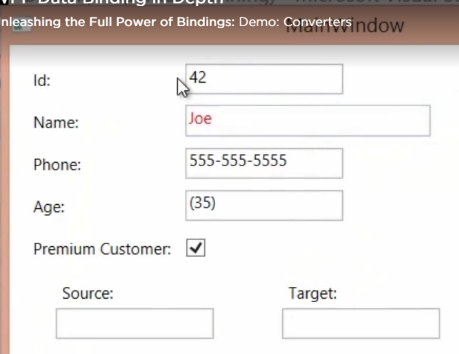 Data Binding in Depth
nleashing the Full Power of Bindings: Demo: Converters
MainWindow
Id: 42
Name: Joe
Phone: 555-555-5555
Age: (35)
Premium Customer:
Source: Target: